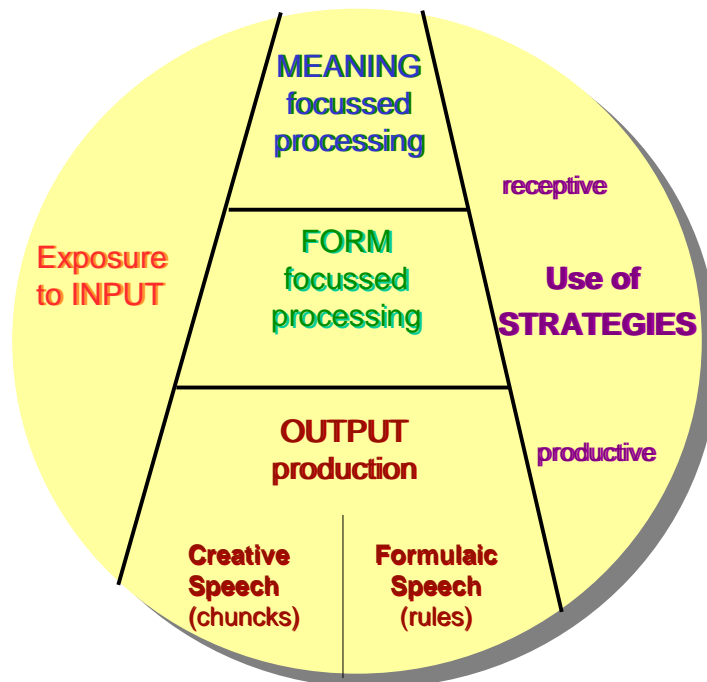 MEANING
focussed
processing
receptive
FORM
focussed
processing
Exposure
to INPUT
Use of
STRATEGIES
OUTPUT
production
productive
Creative
Speech
(chuncks)
Formulaic
Speech
(rules)